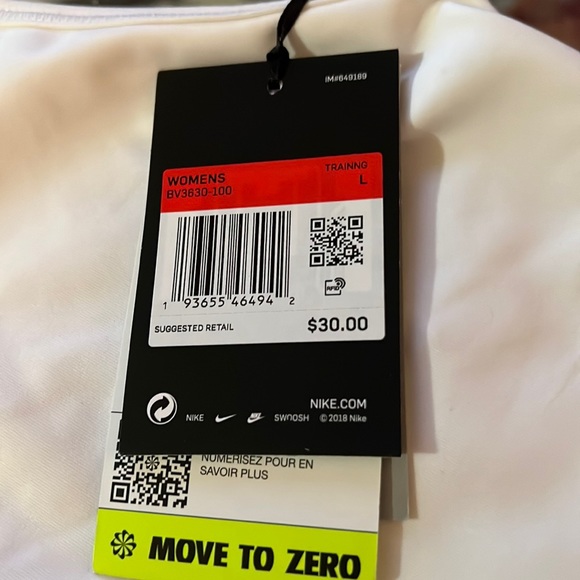 IM#649189
WOMENS TRAINNG
BV3630-100 L
1 93655 46494 2
RFID
SUGGESTED RETAIL $30.00
NIKE.COM
NIKE SWOOSH © 2018 Nike
NUMÉRISEZ POUR EN
SAVOIR PLUS
MOVE TO ZERO